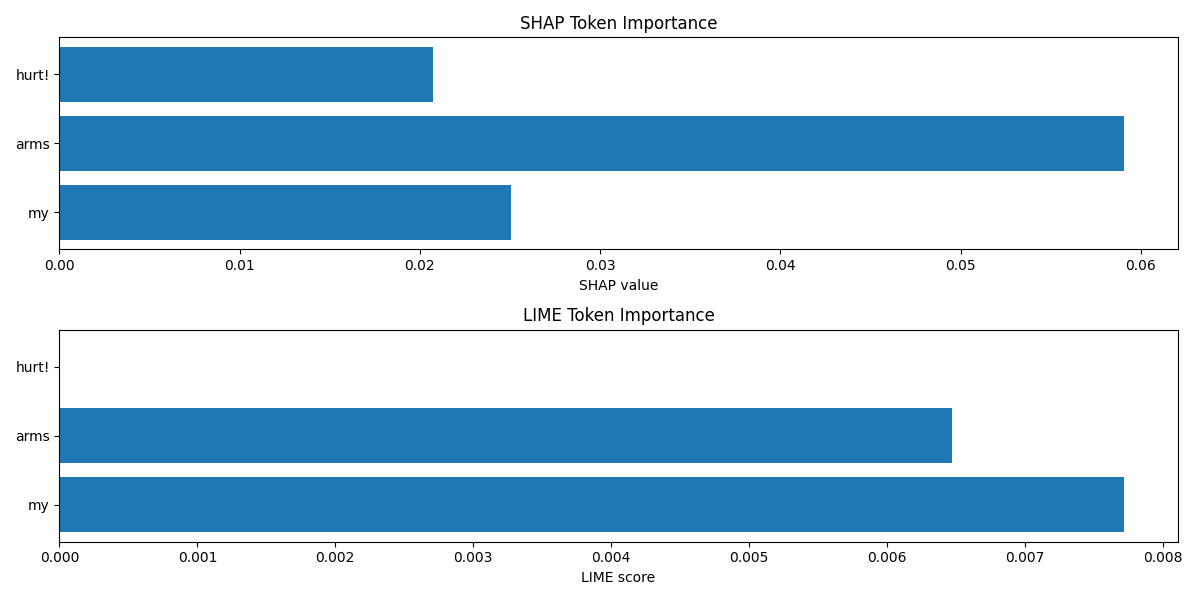 SHAP Token Importance
hurt!
arms
my
0.00 0.01 0.02 0.03 0.04 0.05 0.06
SHAP value
LIME Token Importance
hurt!
arms
my
0.000 0.001 0.002 0.003 0.004 0.005 0.006 0.007 0.008
LIME score